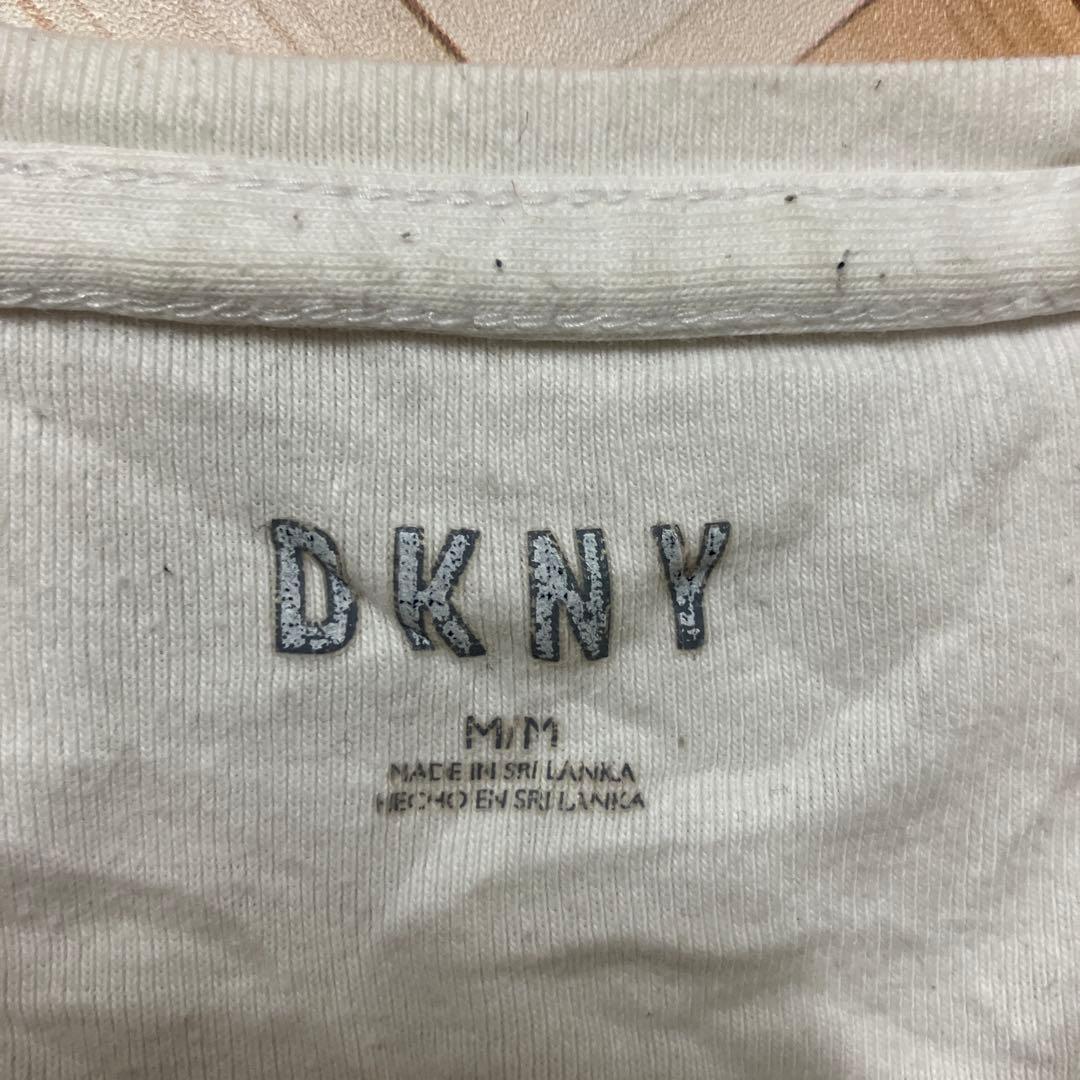 DKNY
M/M
MADE IN SRI LANKA
HECHO EN SRI LANKA